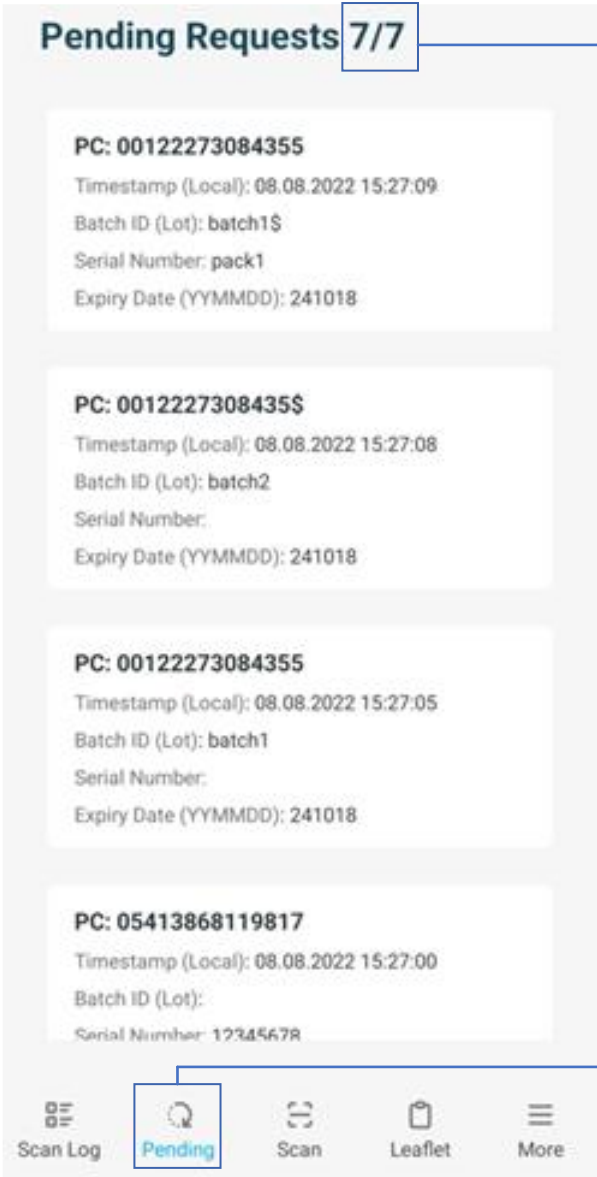 Pending Requests 7/7
PC: 00122273084355
Timestamp (Local): 08.08.2022 15:27:09
Batch ID (Lot): batch1$
Serial Number: pack1
Expiry Date (YYMMDD): 241018
PC: 0012227308435$
Timestamp (Local): 08.08.2022 15:27:08
Batch ID (Lot): batch2
Serial Number:
Expiry Date (YYMMDD): 241018
PC: 00122273084355
Timestamp (Local): 08.08.2022 15:27:05
Batch ID (Lot): batch1
Serial Number:
Expiry Date (YYMMDD): 241018
PC: 05413868119817
Timestamp (Local): 08.08.2022 15:27:00
Batch ID (Lot):
Serial Number: 12345678
Scan Log Pending Scan Leaflet More